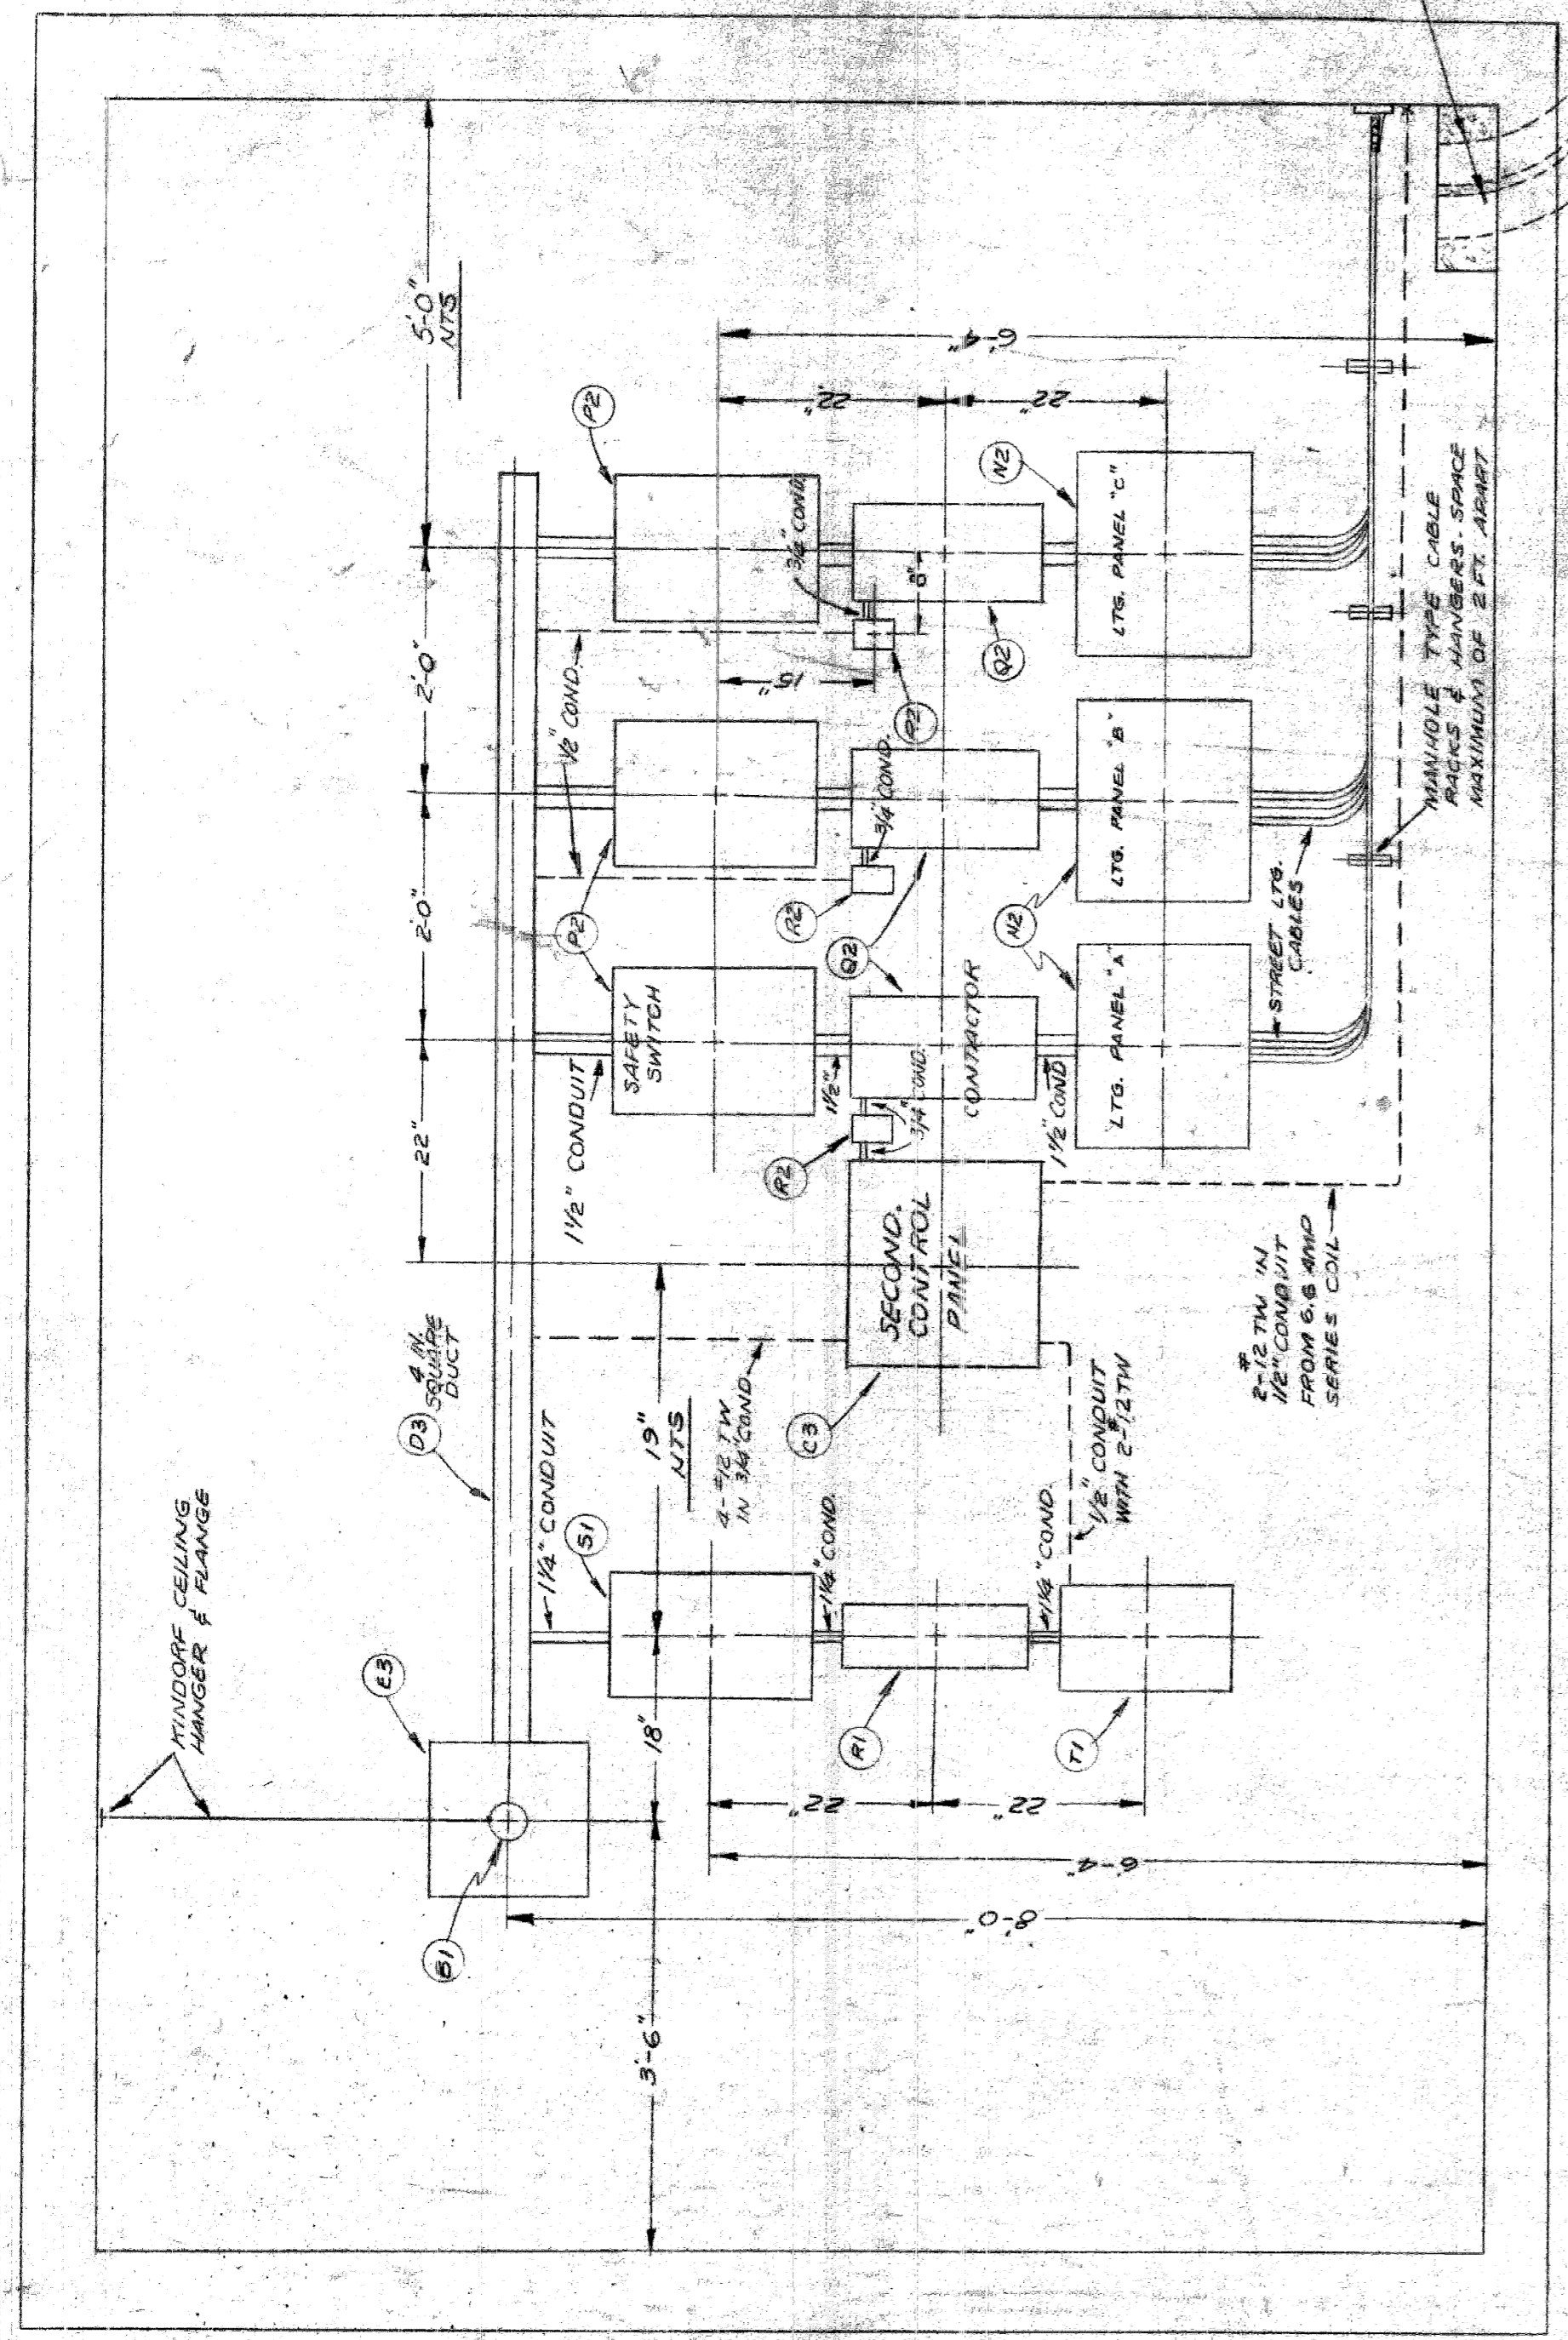 KINDORF CEILING
HANGER & FLANGE
E3
B1
D3
4 IN.
SQUARE
DUCT
22"
2'-0"
2'-0"
5'-0"
NTS
3'-6"
18"
19"
NTS
8'-0"
6'-4"
22"
22"
1 1/4" CONDUIT
S1
1 1/4" COND.
R1
1 1/4" COND.
T1
4-#12 TW
IN 3/4" COND.
C3
1/2" CONDUIT
WITH 2-#12TW
SECOND.
CONTROL
PANEL
2-#12 TW IN
1/2" CONDUIT
FROM 6.6 AMP
SERIES COIL
1 1/2" CONDUIT
P2
SAFETY
SWITCH
1 1/2"
R2
3/4" COND.
Q2
CONTACTOR
1 1/2" COND
N2
LTG. PANEL "A"
STREET LTG.
CABLES
1/2" COND.
R2
3/4" COND.
LTG. PANEL "B"
P2
3/4" COND.
15"
8"
R2
Q2
N2
LTG. PANEL "C"
22"
22"
6'-4"
MANHOLE TYPE CABLE
RACKS & HANGERS-SPACE
MAXIMUM OF 2 FT. APART